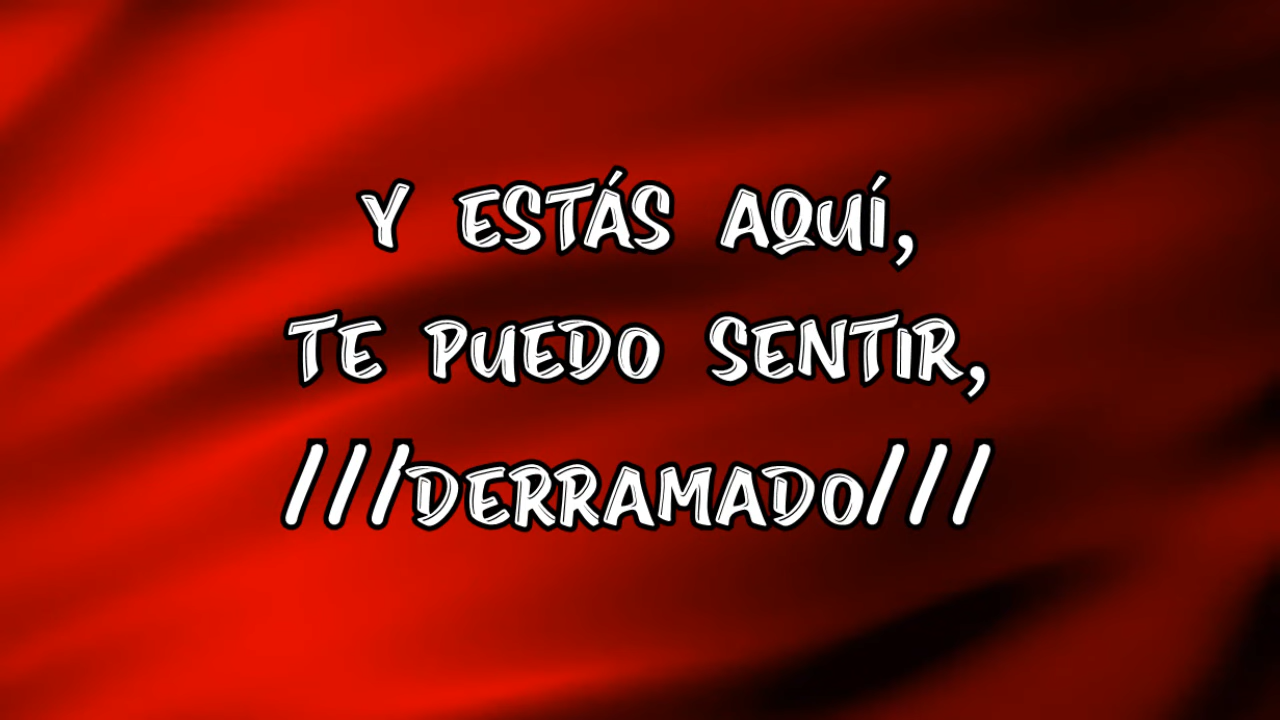 Y ESTÁS AQUÍ,
TE PUEDO SENTIR,
///DERRAMADO///